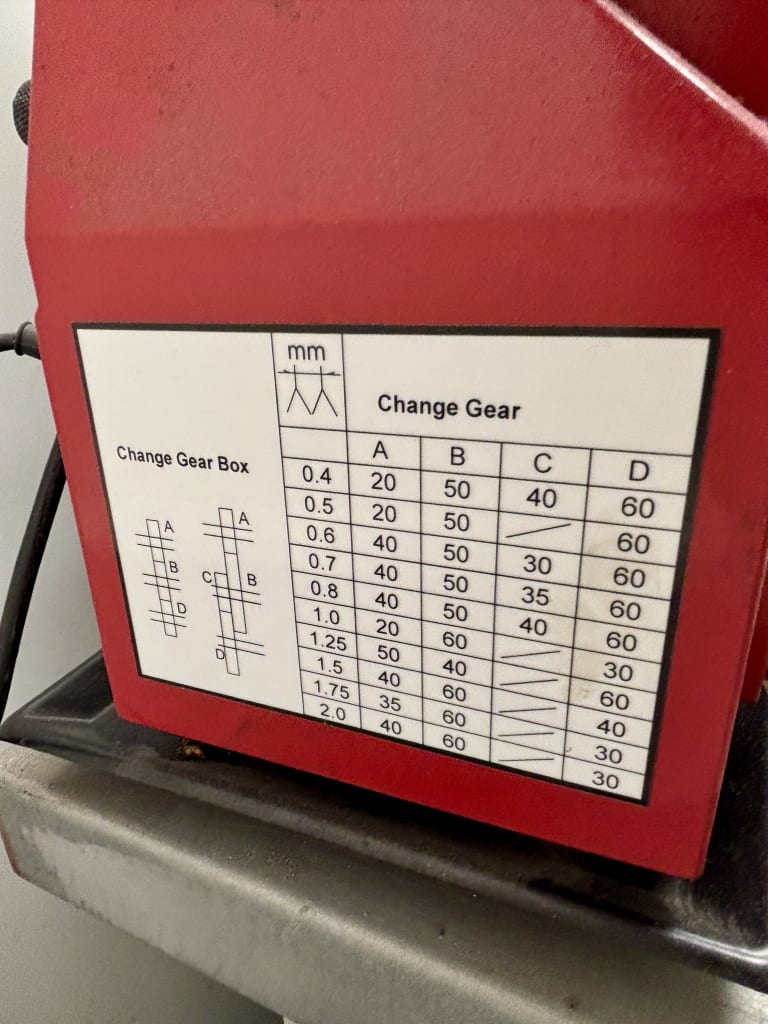 mm
Change Gear
Change Gear Box
A B C D
0.4 20 50 40 60
0.5 20 50 60
0.6 40 50 30 60
0.7 40 50 35 60
0.8 40 50 40 60
1.0 20 60 30
1.25 50 40 60
1.5 40 60 40
1.75 35 60 30
2.0 40 60 30
A
B
D
A
C B
D